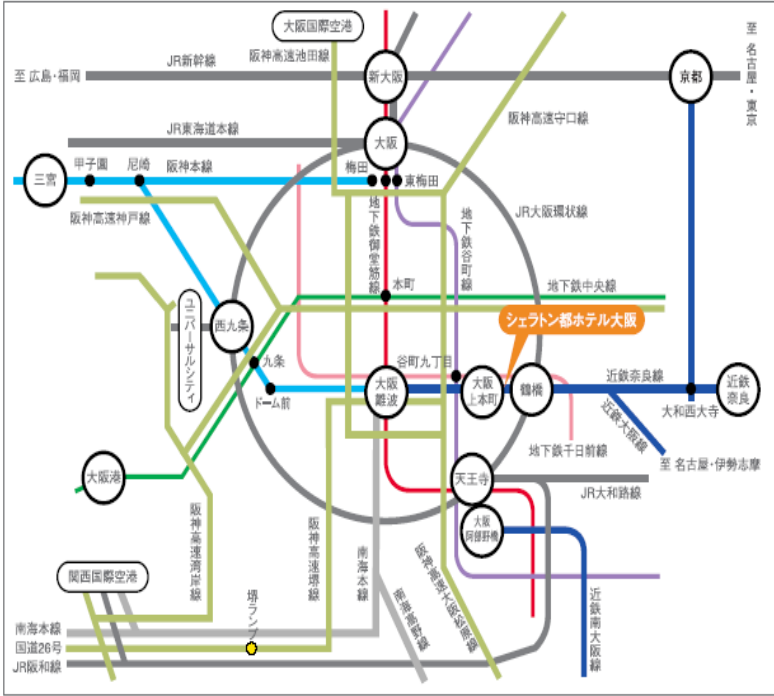 大阪国際空港
至 名古屋・東京
JR新幹線
阪神高速池田線
至 広島・福岡
新大阪
京都
阪神高速守口線
JR東海道本線
大阪
三宮
甲子園
尼崎
阪神本線
梅田
東梅田
阪神高速神戸線
地下鉄御堂筋線
地下鉄谷町線
JR大阪環状線
本町
地下鉄中央線
ユニバーサルシティ
西九条
シェラトン都ホテル大阪
九条
谷町九丁目
ドーム前
大阪難波
大阪上本町
鶴橋
近鉄奈良線
近鉄奈良
大和西大寺
近鉄大阪線
地下鉄千日前線
至 名古屋・伊勢志摩
大阪港
天王寺
JR大和路線
大阪阿部野橋
阪神高速湾岸線
阪神高速堺線
南海本線
阪神高速大阪松原線
関西国際空港
堺ランプ
南海高野線
近鉄南大阪線
南海本線
国道26号
JR阪和線